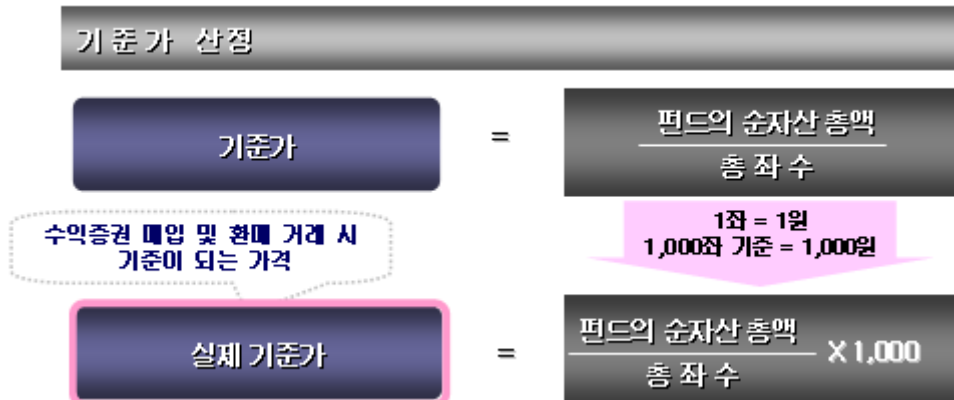 기준가 산정
기준가
=
펀드의 순자산 총액
총 좌 수
수익증권 매입 및 환매 거래 시
기준이 되는 가격
1좌 = 1원
1,000좌 기준 = 1,000원
실제 기준가
=
펀드의 순자산 총액
총 좌 수
X 1,000